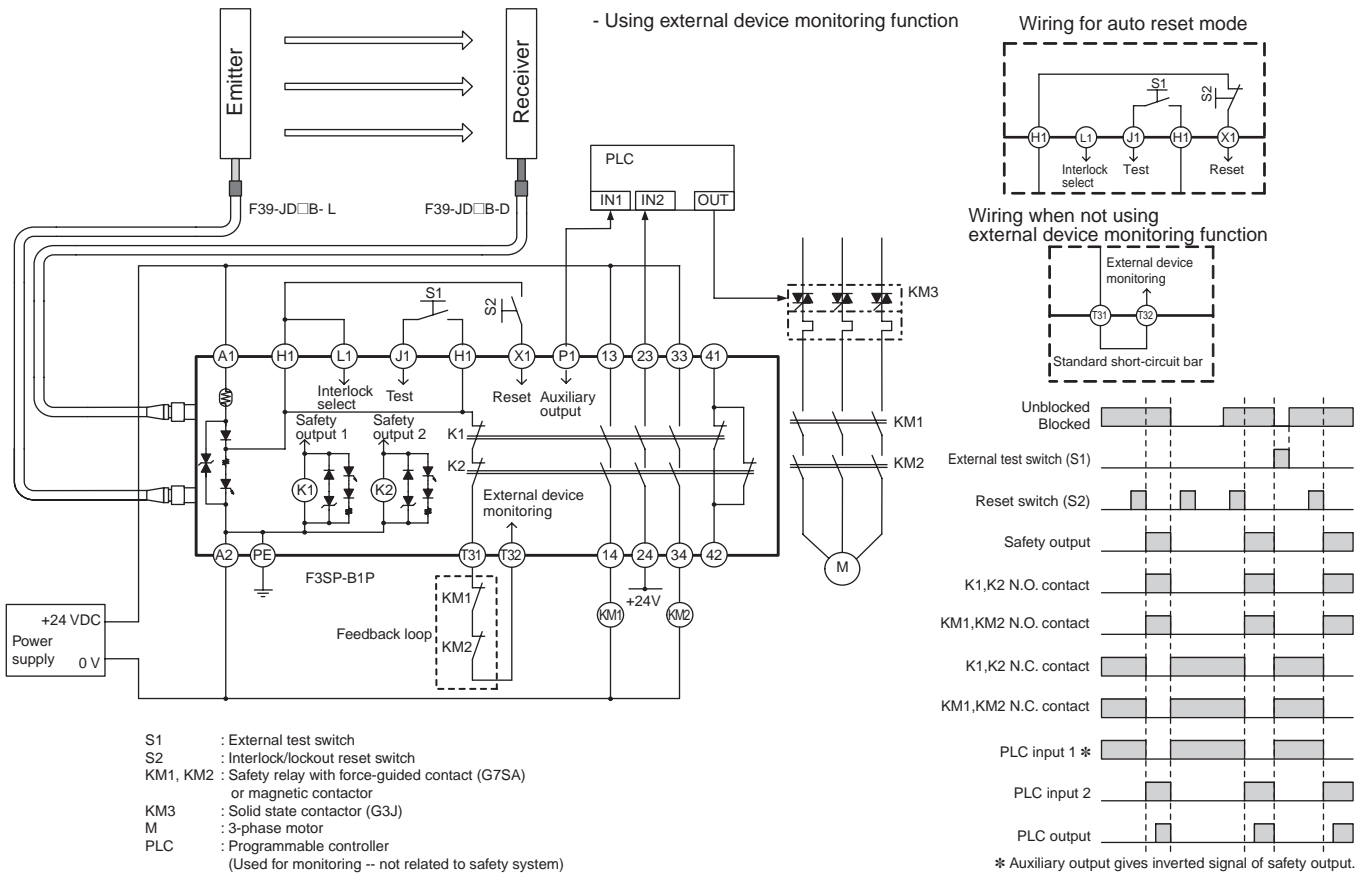 - Using external device monitoring function
Emitter
Receiver
F39-JD□B- L
F39-JD□B-D
PLC
IN1 IN2 OUT
KM3
S1
S2
A1 H1 L1 J1 H1 X1 P1 13 23 33 41
Interlock
select
Test
Reset
Auxiliary
output
Safety
output 1
Safety
output 2
K1
K2
K1
K2
External device
monitoring
KM1
KM2
A2 PE T31 T32 14 24 34 42
F3SP-B1P
M
+24 VDC
Power
supply
0 V
Feedback loop
KM1
KM2
KM1
+24V
KM2
S1 : External test switch
S2 : Interlock/lockout reset switch
KM1, KM2 : Safety relay with force-guided contact (G7SA)
or magnetic contactor
KM3 : Solid state contactor (G3J)
M : 3-phase motor
PLC : Programmable controller
(Used for monitoring -- not related to safety system)
Wiring for auto reset mode
S1
S2
H1 L1 J1 H1 X1
Interlock
select
Test
Reset
Wiring when not using
external device monitoring function
External device
monitoring
T31 T32
Standard short-circuit bar
Unblocked
Blocked
External test switch (S1)
Reset switch (S2)
Safety output
K1,K2 N.O. contact
KM1,KM2 N.O. contact
K1,K2 N.C. contact
KM1,KM2 N.C. contact
PLC input 1 ✻
PLC input 2
PLC output
✻ Auxiliary output gives inverted signal of safety output.